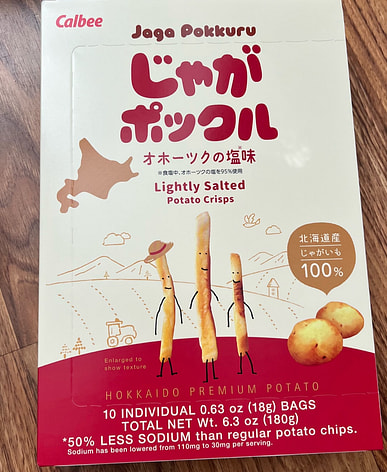 Calbee
Jaga Pokkuru
じゃが
ポックル
オホーツクの塩味
※食塩中、オホーツクの塩を95%使用
Lightly Salted
Potato Crisps
北海道産
じゃがいも
100%
Enlarged to
show texture
HOKKAIDO PREMIUM POTATO
10 INDIVIDUAL 0.63 oz (18g) BAGS
TOTAL NET Wt. 6.3 oz (180g)
*50% LESS SODIUM than regular potato chips.
Sodium has been lowered from 110mg to 30mg per serving.